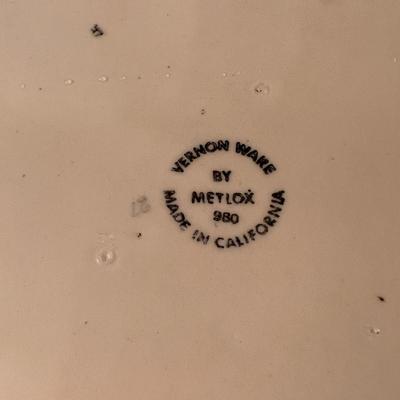 VERNON WARE
BY
METLOX
980
MADE IN CALIFORNIA